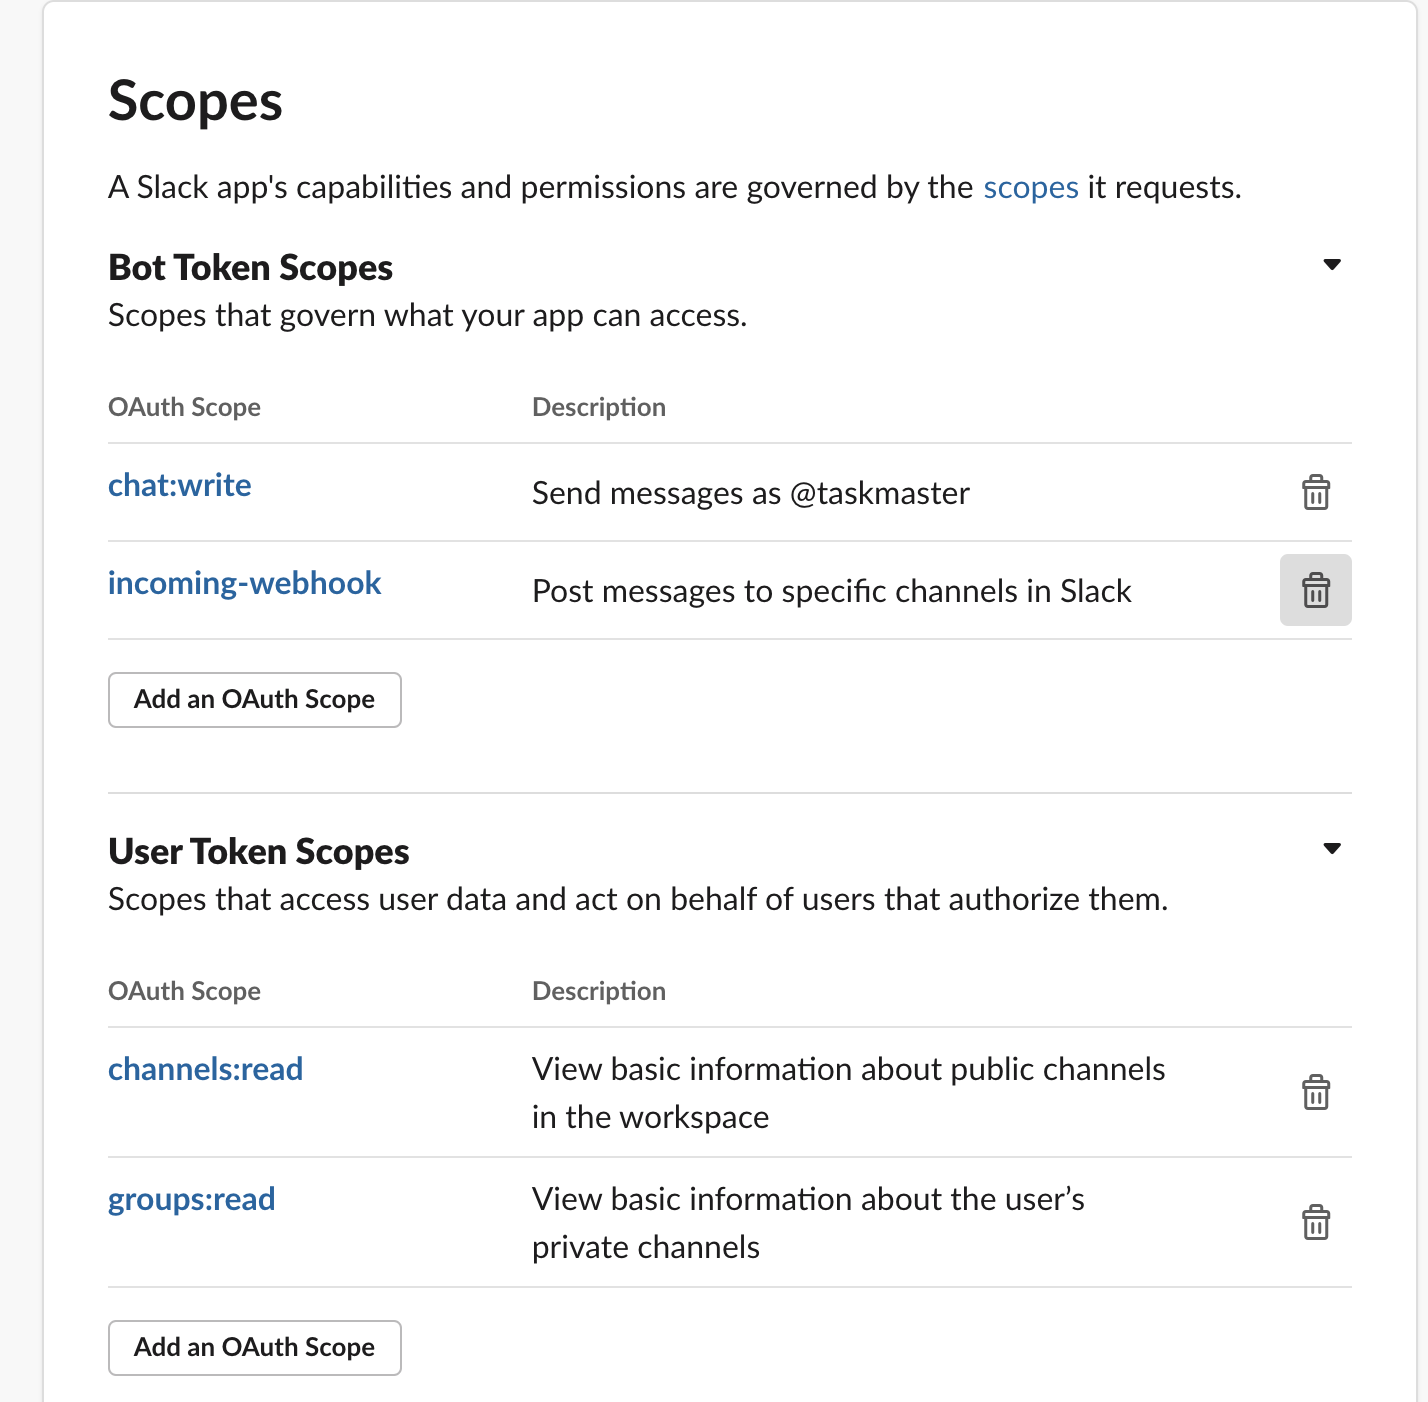 Scopes
A Slack app's capabilities and permissions are governed by the scopes it requests.
Bot Token Scopes
Scopes that govern what your app can access.
OAuth Scope Description
chat:write Send messages as @taskmaster
incoming-webhook Post messages to specific channels in Slack
Add an OAuth Scope
User Token Scopes
Scopes that access user data and act on behalf of users that authorize them.
OAuth Scope Description
channels:read View basic information about public channels
in the workspace
groups:read View basic information about the user’s
private channels
Add an OAuth Scope